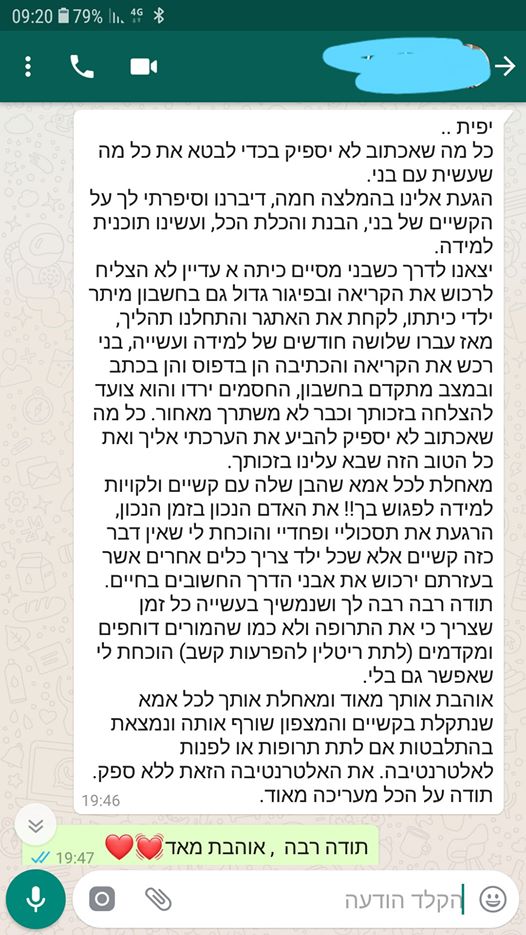 09:20 79% 4G
יפית ..
כל מה שאכתוב לא יספיק בכדי לבטא את כל מה
שעשית עם בני.
הגעת אלינו בהמלצה חמה, דיברנו וסיפרתי לך על
הקשיים של בני, הבנת והכלת הכל, ועשינו תוכנית
למידה.
יצאנו לדרך כשבני מסיים כיתה א עדיין לא הצליח
לרכוש את הקריאה ובפיגור גדול גם בחשבון מיתר
ילדי כיתתו, לקחת את האתגר והתחלנו תהליך,
מאז עברו שלושה חודשים של למידה ועשייה, בני
רכש את הקריאה והכתיבה הן בדפוס והן בכתב
ובמצב מתקדם בחשבון, החסמים ירדו והוא צועד
להצלחה בזכותך וכבר לא משתרך מאחור. כל מה
שאכתוב לא יספיק להביע את הערכתי אליך ואת
כל הטוב הזה שבא עלינו בזכותך.
מאחלת לכל אמא שהבן שלה עם קשיים ולקויות
למידה לפגוש בך!! את האדם הנכון בזמן הנכון,
הרגעת את תסכוליי ופחדיי והוכחת לי שאין דבר
כזה קשיים אלא שכל ילד צריך כלים אחרים אשר
בעזרתם ירכוש את אבני הדרך החשובים בחיים.
תודה רבה רבה לך ושנמשיך בעשייה כל זמן
שצריך כי את התרופה ולא כמו שהמורים דוחפים
ומקדמים (לתת ריטלין להפרעות קשב) הוכחת לי
שאפשר גם בלי.
אוהבת אותך מאוד ומאחלת אותך לכל אמא
שנתקלת בקשיים והמצפון שורף אותה ונמצאת
בהתלבטות אם לתת תרופות או לפנות
לאלטרנטיבה. את האלטרנטיבה הזאת ללא ספק.
תודה על הכל מעריכה מאוד.
19:46
תודה רבה , אוהבת מאד
19:47
הקלד הודעה